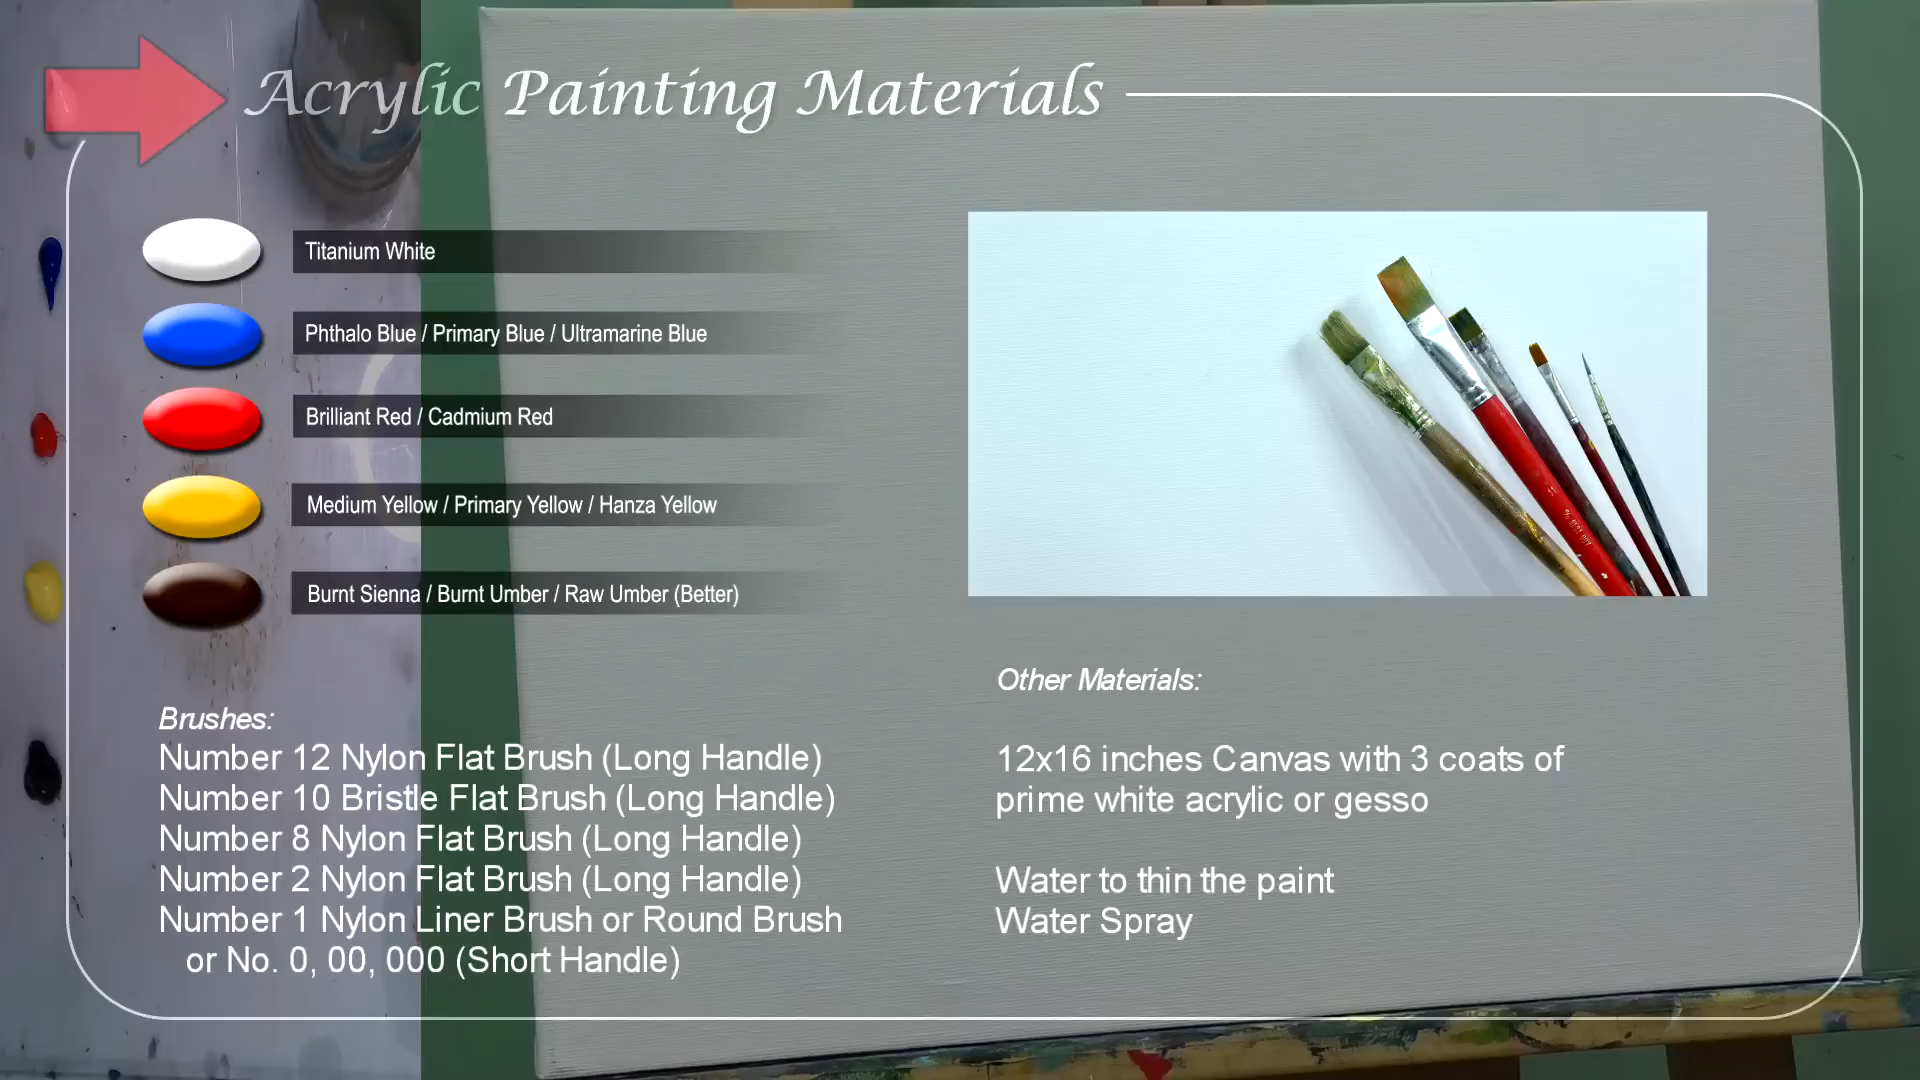 Acrylic Painting Materials
Titanium White
Phthalo Blue / Primary Blue / Ultramarine Blue
Brilliant Red / Cadmium Red
Medium Yellow / Primary Yellow / Hanza Yellow
Burnt Sienna / Burnt Umber / Raw Umber (Better)
Brushes:
Number 12 Nylon Flat Brush (Long Handle)
Number 10 Bristle Flat Brush (Long Handle)
Number 8 Nylon Flat Brush (Long Handle)
Number 2 Nylon Flat Brush (Long Handle)
Number 1 Nylon Liner Brush or Round Brush
or No. 0, 00, 000 (Short Handle)
Other Materials:
12x16 inches Canvas with 3 coats of
prime white acrylic or gesso
Water to thin the paint
Water Spray